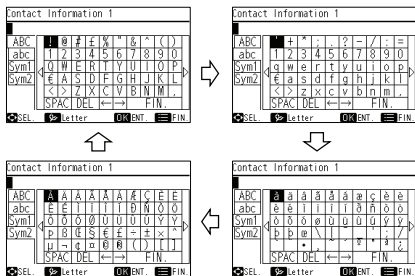 Contact Information 1
ABC ! @ # £ % " & ^ ( )
abc 1 2 3 4 5 6 7 8 9 0
Sym1 Q W E R T Y U I O P
Sym2 € A S D F G H J K L
< > Z X C V B N M ,
SPAC DEL ← → FIN.
SEL. Letter OK ENT. FIN.
Contact Information 1
ABC ' + * : . ? - / ; =
abc 1 2 3 4 5 6 7 8 9 0
Sym1 q w e r t y u i o p
Sym2 € a s d f g h j k l
< > z x c v b n m .
SPAC DEL ← → FIN.
SEL. Letter OK ENT. FIN.
Contact Information 1
ABC À Á Â Ã Ä Å Æ Ç È É
abc Ê Ë Ì Í Î Ï Ð Ñ Ò Ó
Sym1 Ô Õ Ö Ø Ù Ú Û Ü Ý Ÿ
Sym2 Þ ß Œ § € £ ÷ ± × ^
µ ¬ ¢ ¤ © ® ( ) [ ]
SPAC DEL ← → FIN.
SEL. Letter OK ENT. FIN.
Contact Information 1
ABC à á â ã ä å æ ç è é
abc ê ë ì í î ï ð ñ ò ó
Sym1 ô õ ö ø ù ú û ü ý ÿ
Sym2 þ œ \
SPAC DEL ← → FIN.
SEL. Letter OK ENT. FIN.